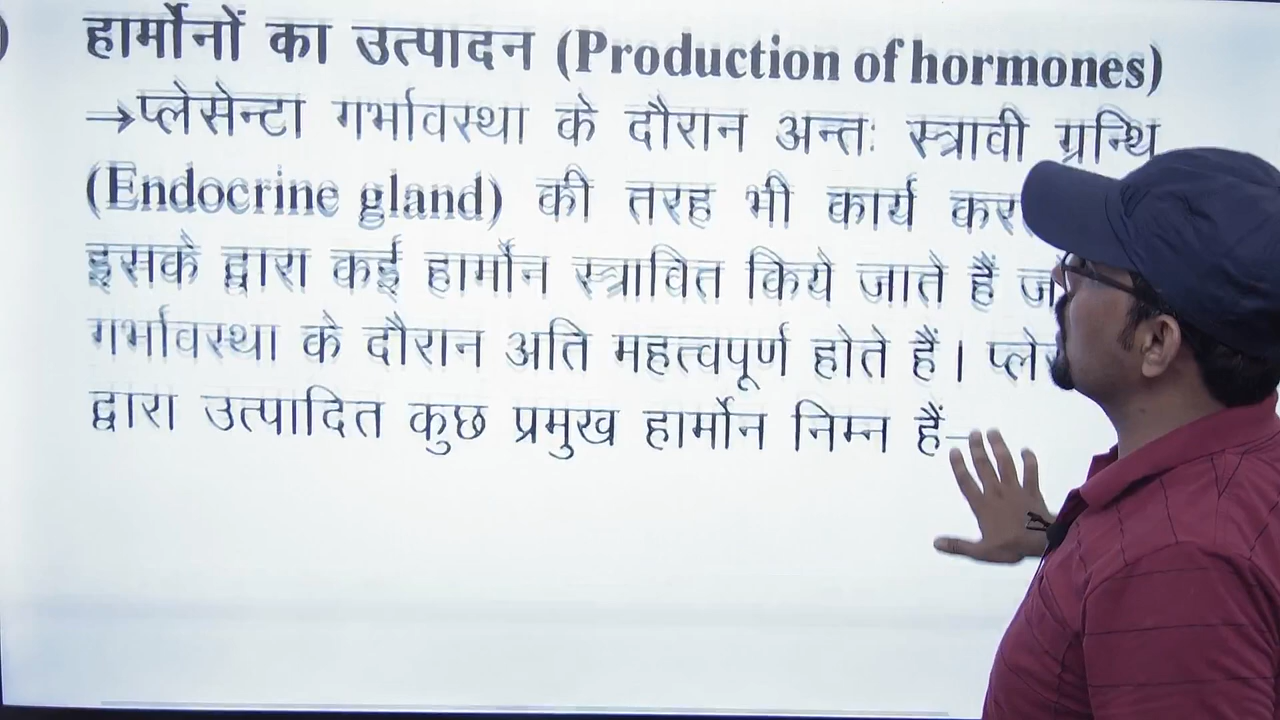 हार्मोनों का उत्पादन (Production of hormones)
→प्लेसेन्टा गर्भावस्था के दौरान अन्तः स्त्रावी ग्रन्थि
(Endocrine gland) की तरह भी कार्य
इसके द्वारा कई हार्मोन स्त्रावित किये जाते हैं
गर्भावस्था के दौरान अति महत्वपूर्ण होते हैं।
द्वारा उत्पादित कुछ प्रमुख हार्मोन निम्न हैं–